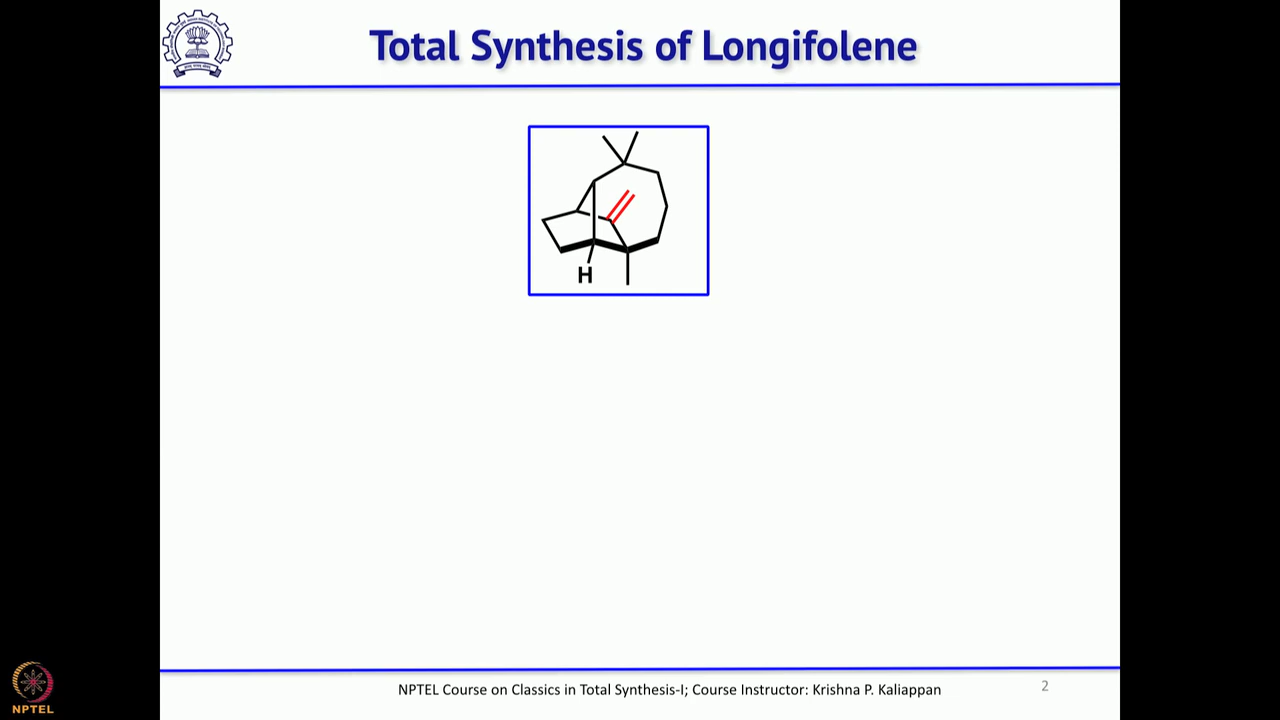 Total Synthesis of Longifolene
H
NPTEL Course on Classics in Total Synthesis-I; Course Instructor: Krishna P. Kaliappan
2
NPTEL